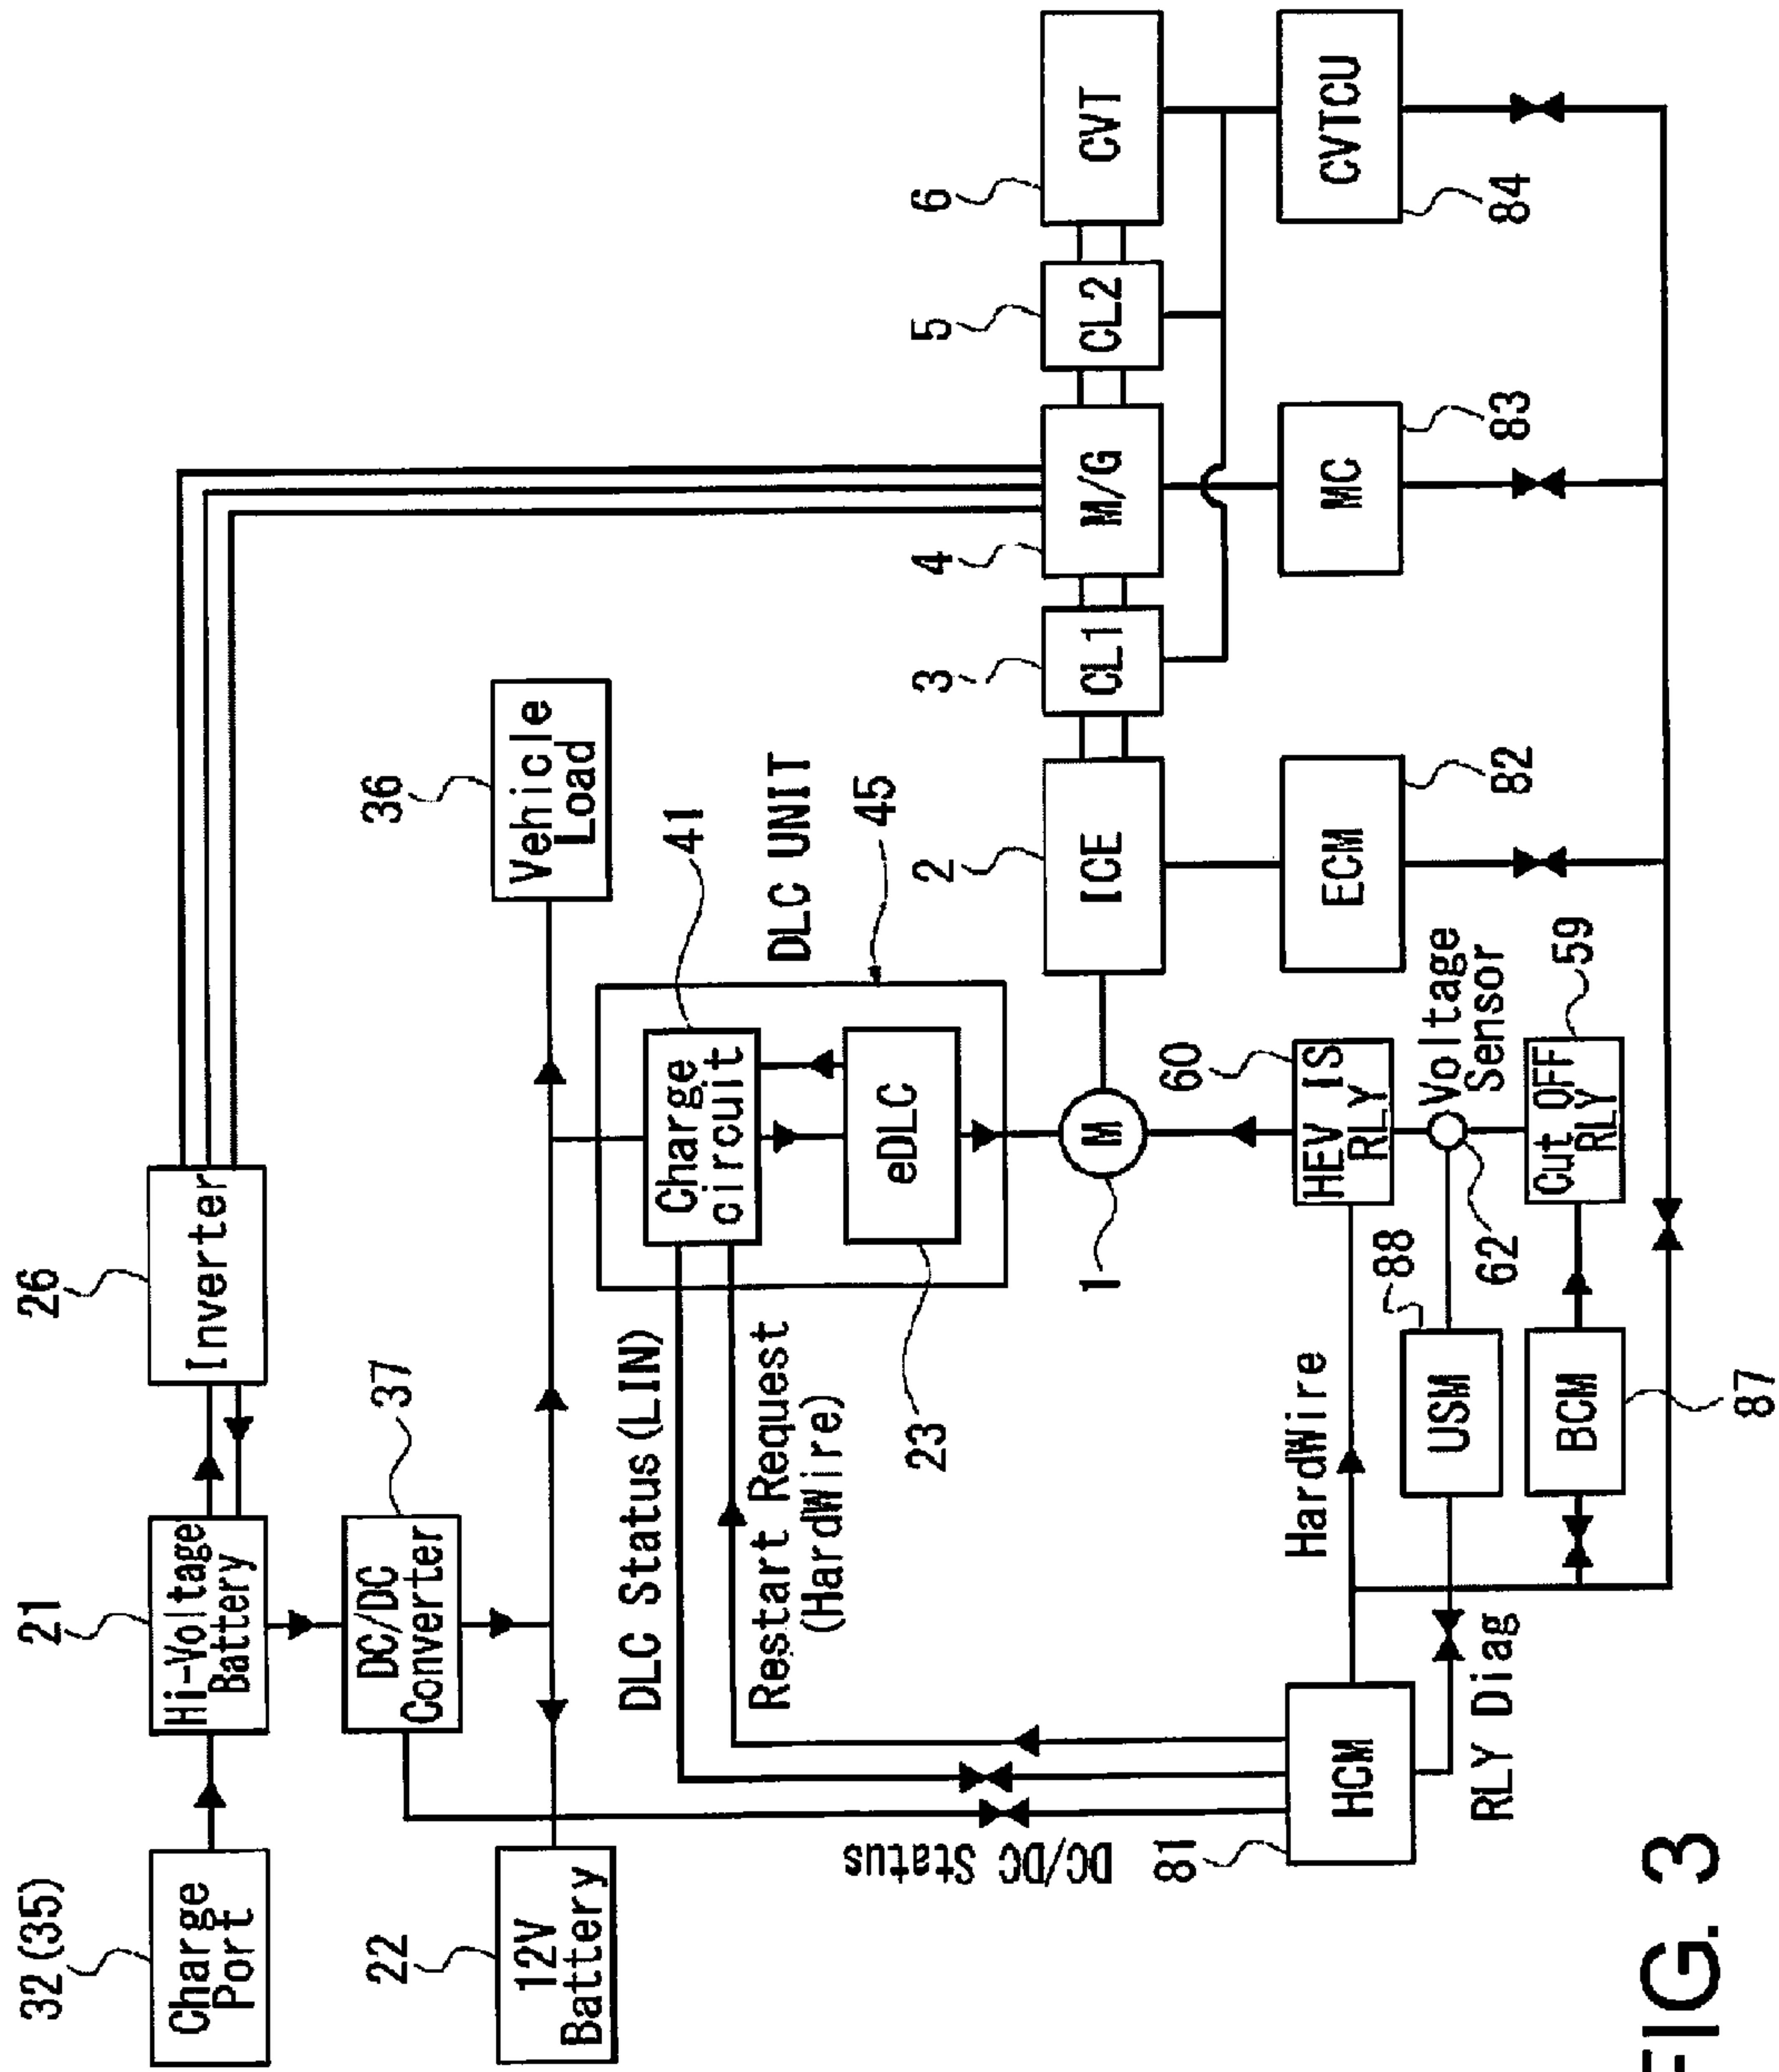 32(35)
Charge
Port
21
Hi-Voltage
Battery
26
Inverter
37
DC/DC
Converter
22
12V
Battery
36
Vehicle
Load
DLC Status(LIN)
Restart Request
(HardWire)
41
Charge
circuit
DLC UNIT
45
eDLC
23
DC/DC Status
M
1
2
ICE
3
CL1
4
M/G
5
CL2
6
CVT
81
HCM
HardWire
60
HEV IS
RLY
ECM
82
MC
83
CVTCU
84
88
USM
62
Voltage
Sensor
RLY Diag
BCM
87
Cut OFF
RLY
59
FIG. 3